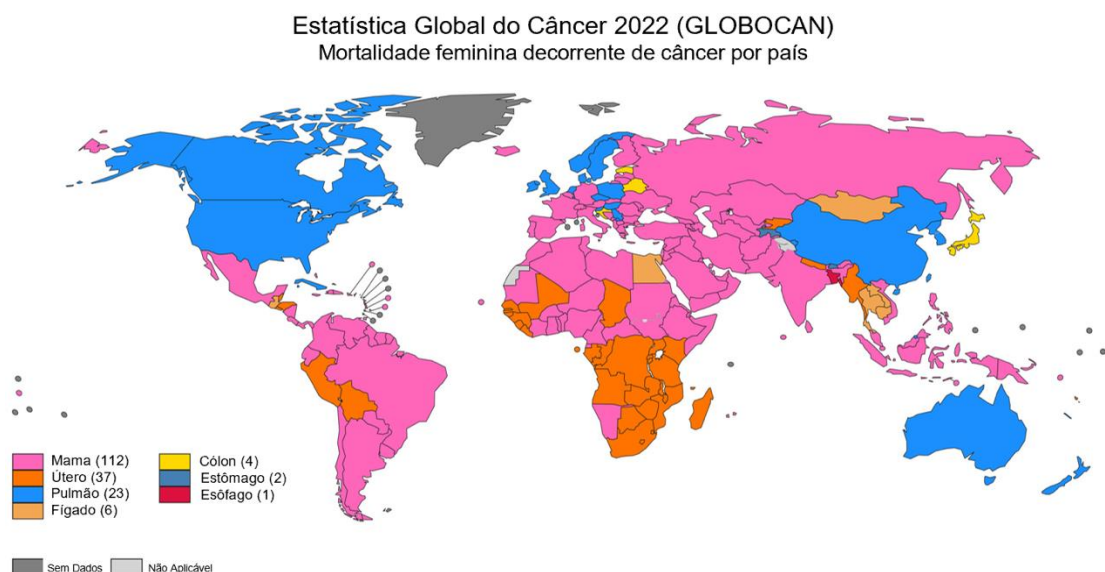 Estatística Global do Câncer 2022 (GLOBOCAN)
Mortalidade feminina decorrente de câncer por país
Mama (112)
Útero (37)
Pulmão (23)
Fígado (6)
Cólon (4)
Estômago (2)
Esôfago (1)
Sem Dados
Não Aplicável